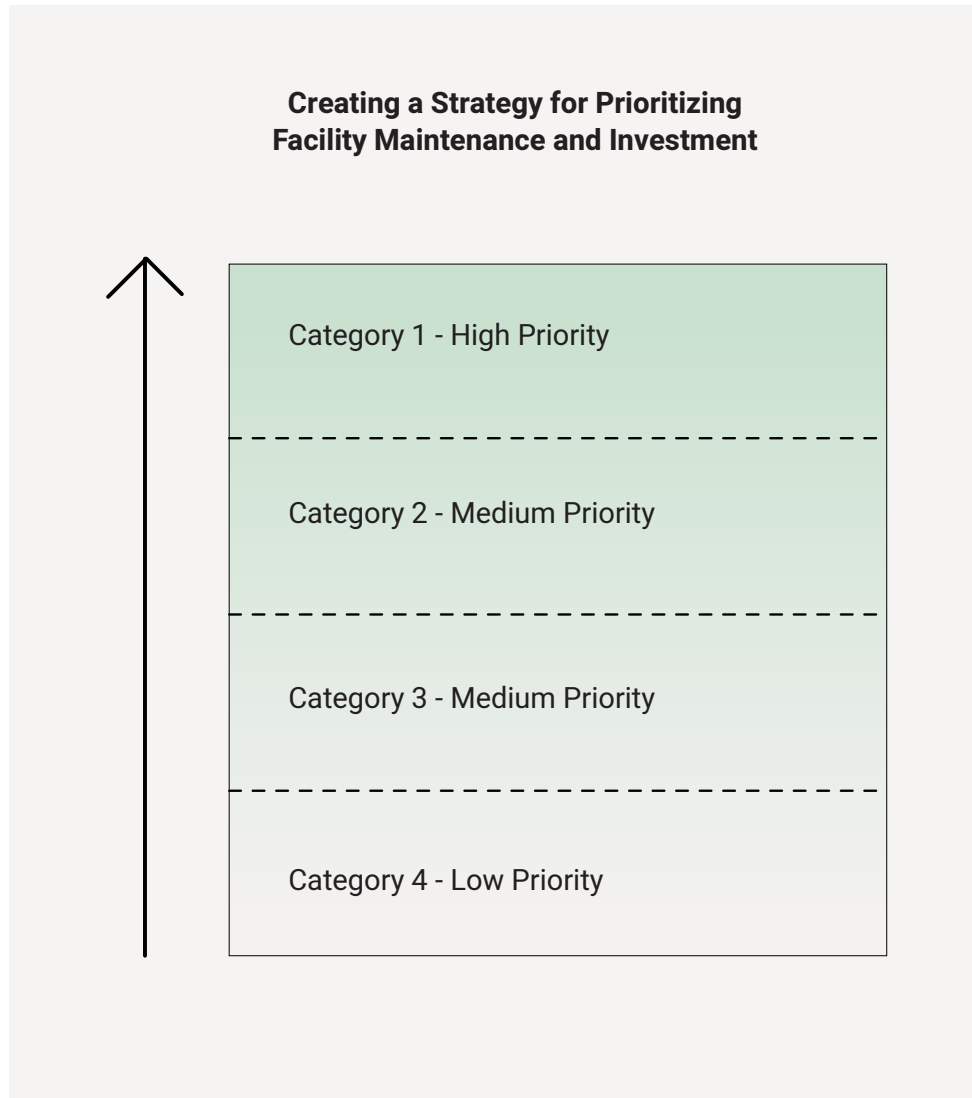 Creating a Strategy for Prioritizing
Facility Maintenance and Investment
Category 1 - High Priority
Category 2 - Medium Priority
Category 3 - Medium Priority
Category 4 - Low Priority